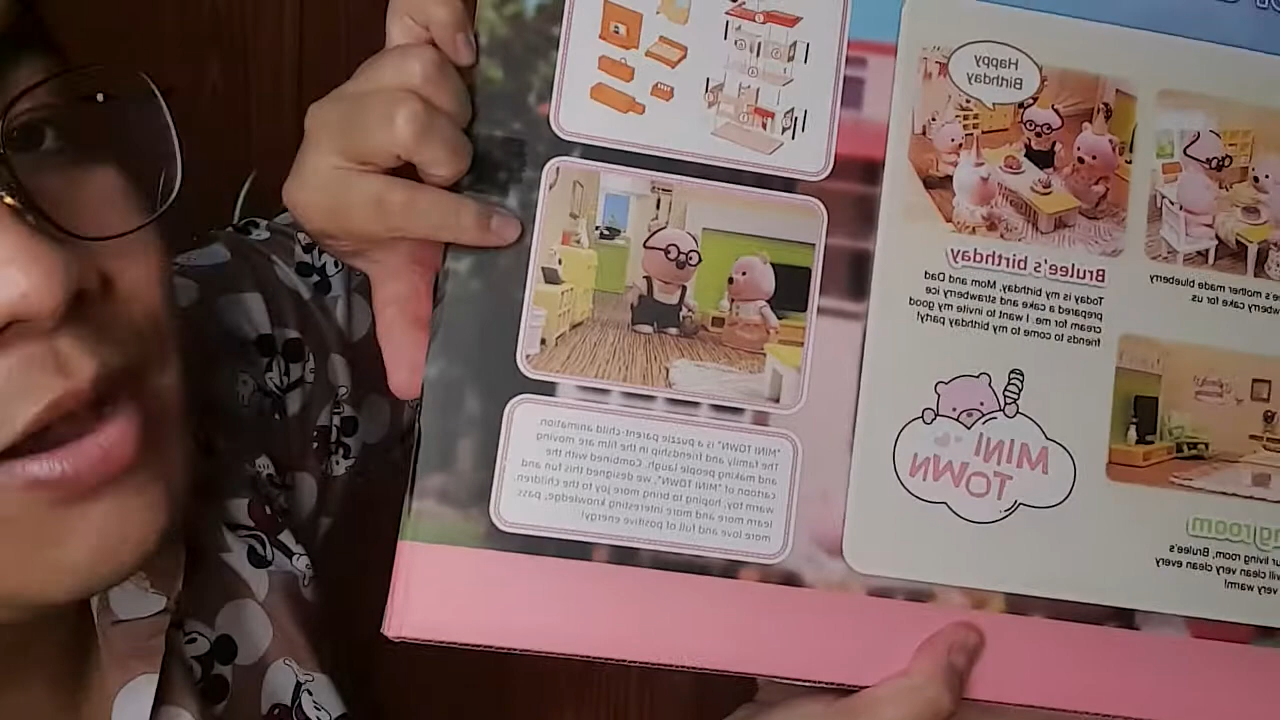 Happy
Birthday
Brulee's birthday
Today is my birthday, Mom and Dad
prepared a cake and strawberry ice
cream for me. I want to invite my good
friends to come to my birthday party!
MINI
TOWN
e's mother made blueberry
cake for us.
ng room
living room, Brulee's
will clean very clean every
very warm!
"MINI TOWN" is a puzzle parent-child animation.
The family and friendship in the film are moving
and making people laugh. Combined with the
cartoon of "MINI TOWN", we designed this fun and
warm toy, hoping to bring more joy to the children.
learn more and more interesting knowledge, pass
more love and full of positive energy!